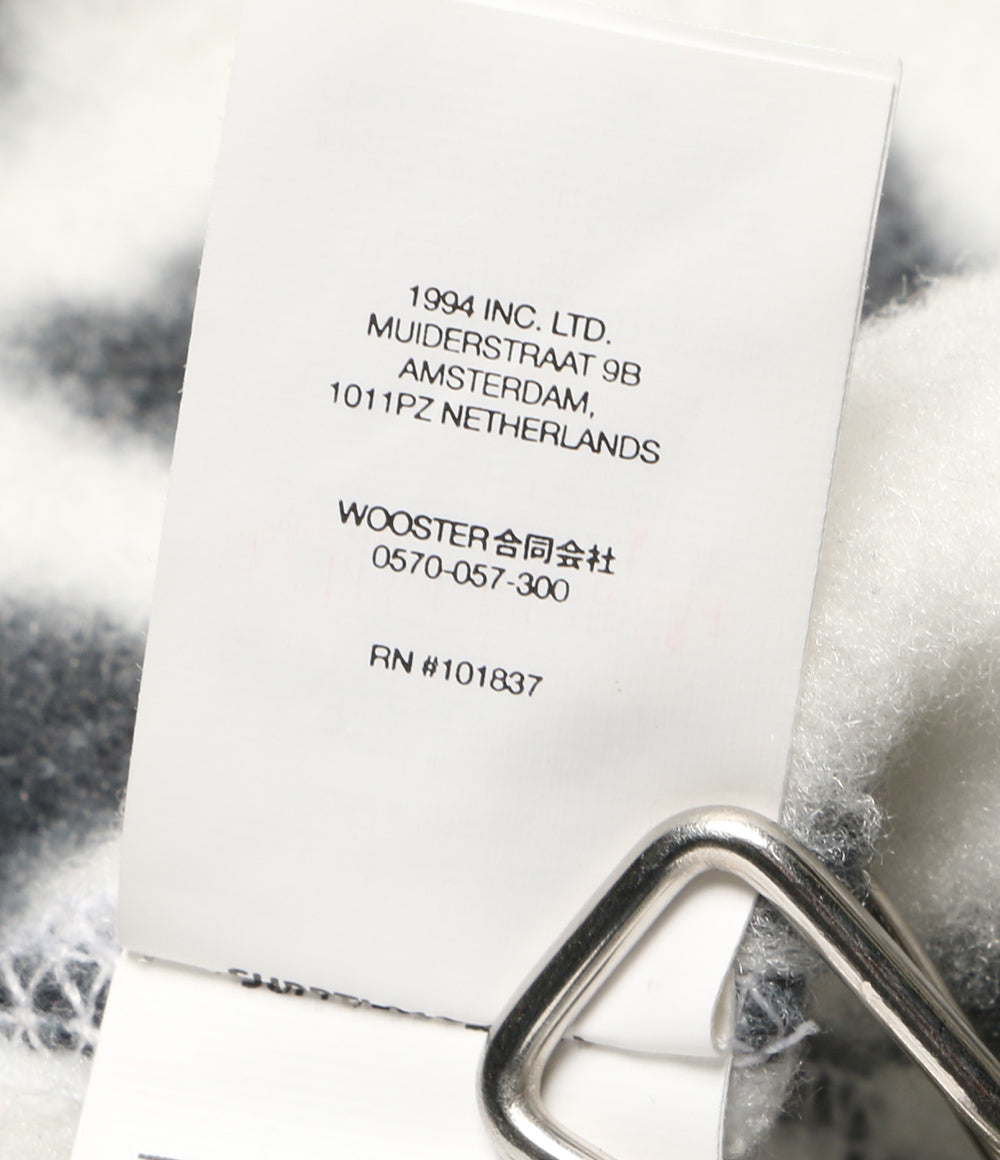 1994 INC. LTD.
MUIDERSTRAAT 9B
AMSTERDAM,
1011PZ NETHERLANDS
WOOSTER合同会社
0570-057-300
RN #101837